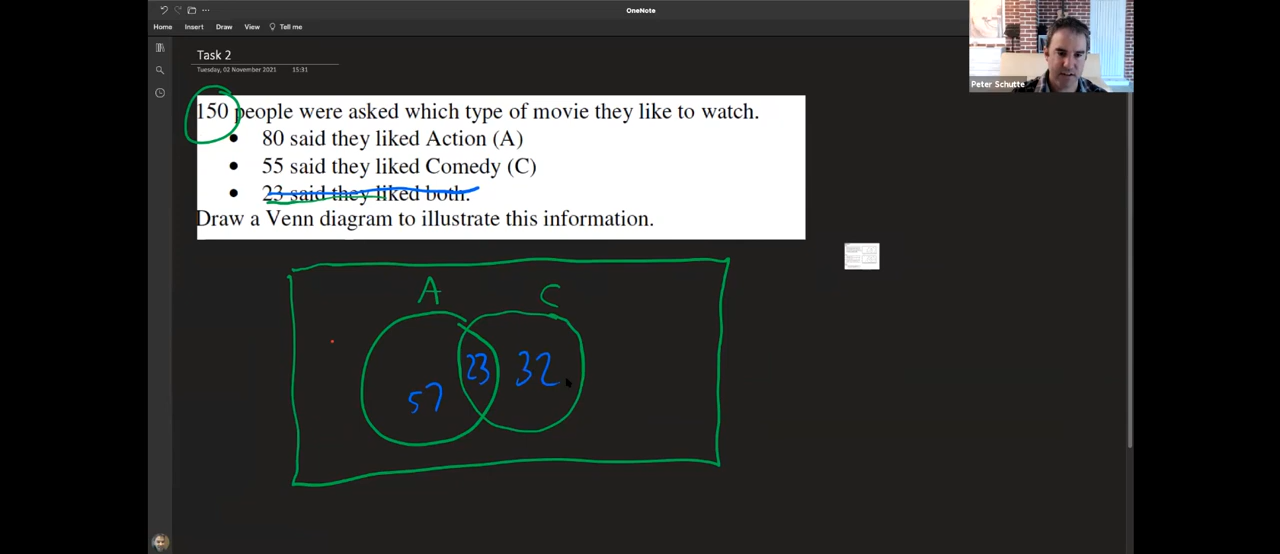 OneNote
Home Insert Draw View Tell me
Task 2
Tuesday, 02 November 2021 15:31
Peter Schutte
150 people were asked which type of movie they like to watch.
• 80 said they liked Action (A)
• 55 said they liked Comedy (C)
• 23 said they liked both.
Draw a Venn diagram to illustrate this information.
A C
57 23 32